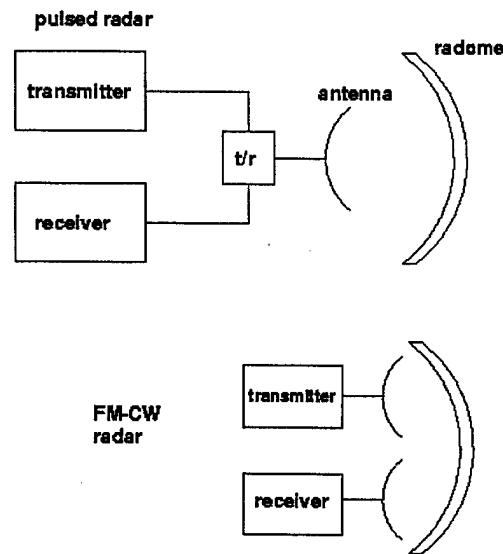 pulsed radar
radome
transmitter
antenna
t/r
receiver
transmitter
FM-CW
radar
receiver